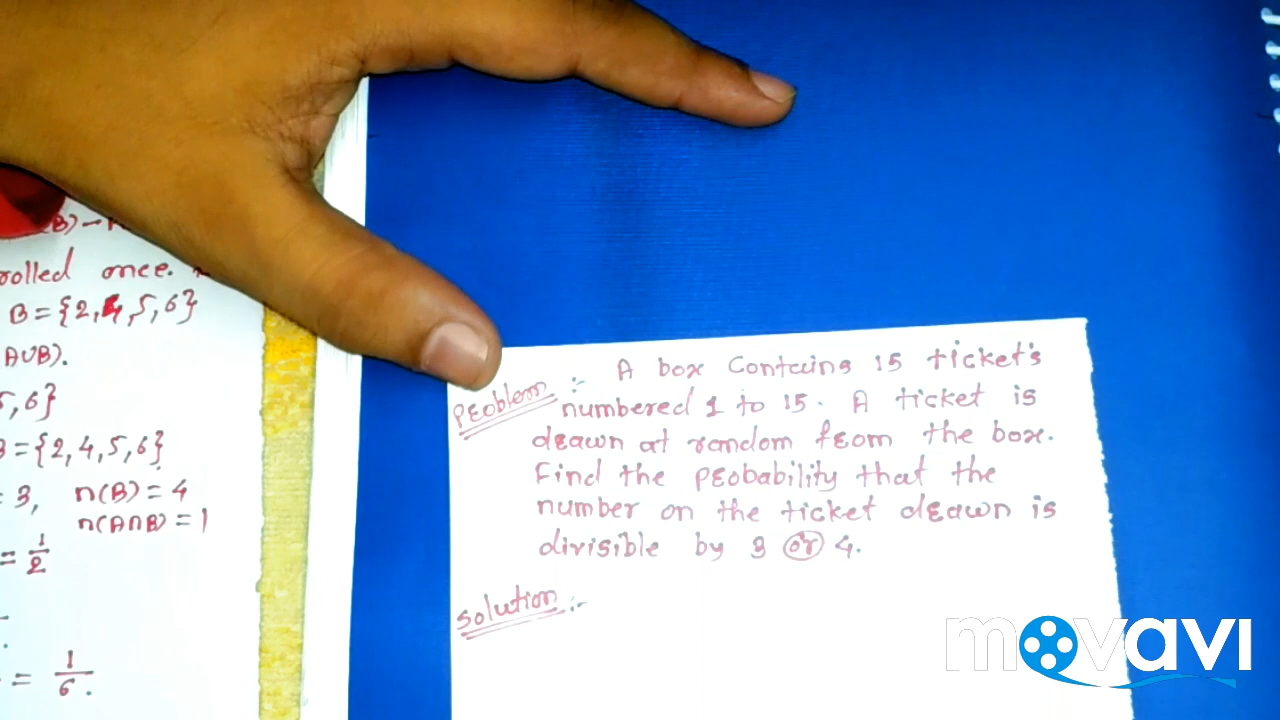 B) –
rolled once.
B = {2, 4, 5, 6}
A∪B).
5, 6}
B = {2, 4, 5, 6}
= 3, n(B) = 4
n(A∩B) = 1
= 1/2
= 1/6.
Problem :- A box Contains 15 ticket's
numbered 1 to 15. A ticket is
drawn at random from the box.
Find the probability that the
number on the ticket drawn is
divisible by 3 or 4.
Solution :-
movavi